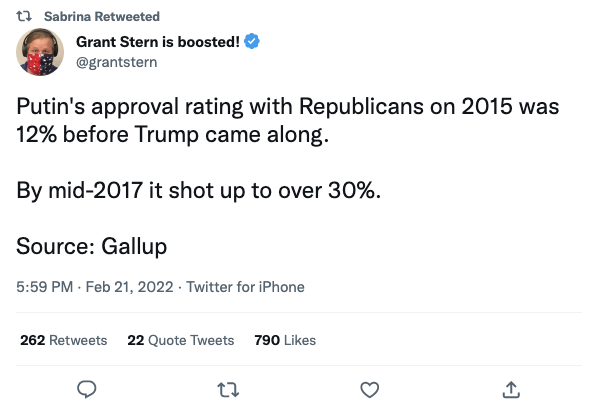 Sabrina Retweeted
Grant Stern is boosted!
@grantstern
Putin's approval rating with Republicans on 2015 was
12% before Trump came along.
By mid-2017 it shot up to over 30%.
Source: Gallup
5:59 PM · Feb 21, 2022 · Twitter for iPhone
262 Retweets 22 Quote Tweets 790 Likes